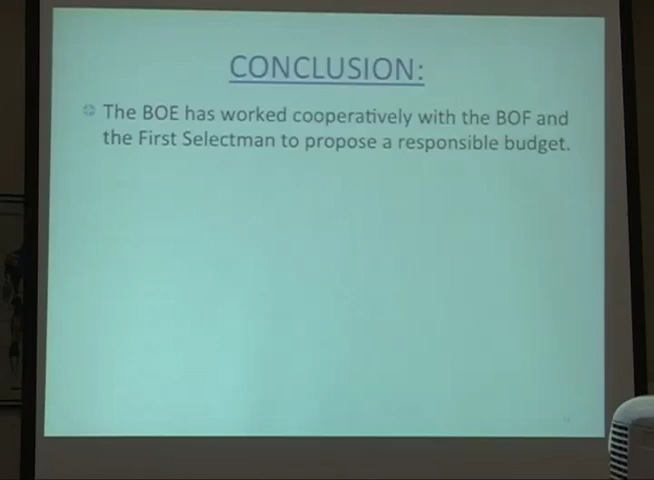 CONCLUSION:
The BOE has worked cooperatively with the BOF and
the First Selectman to propose a responsible budget.